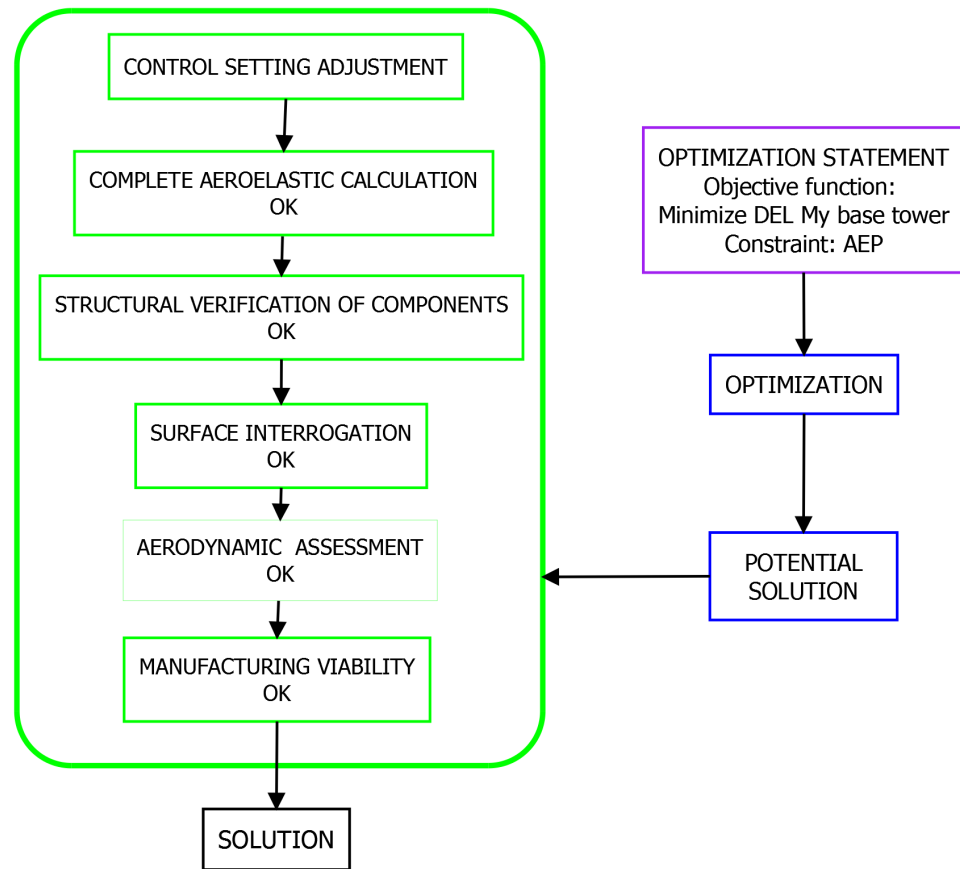 CONTROL SETTING ADJUSTMENT
COMPLETE AEROELASTIC CALCULATION
OK
STRUCTURAL VERIFICATION OF COMPONENTS
OK
SURFACE INTERROGATION
OK
AERODYNAMIC ASSESSMENT
OK
MANUFACTURING VIABILITY
OK
SOLUTION
OPTIMIZATION STATEMENT
Objective function:
Minimize DEL My base tower
Constraint: AEP
OPTIMIZATION
POTENTIAL
SOLUTION